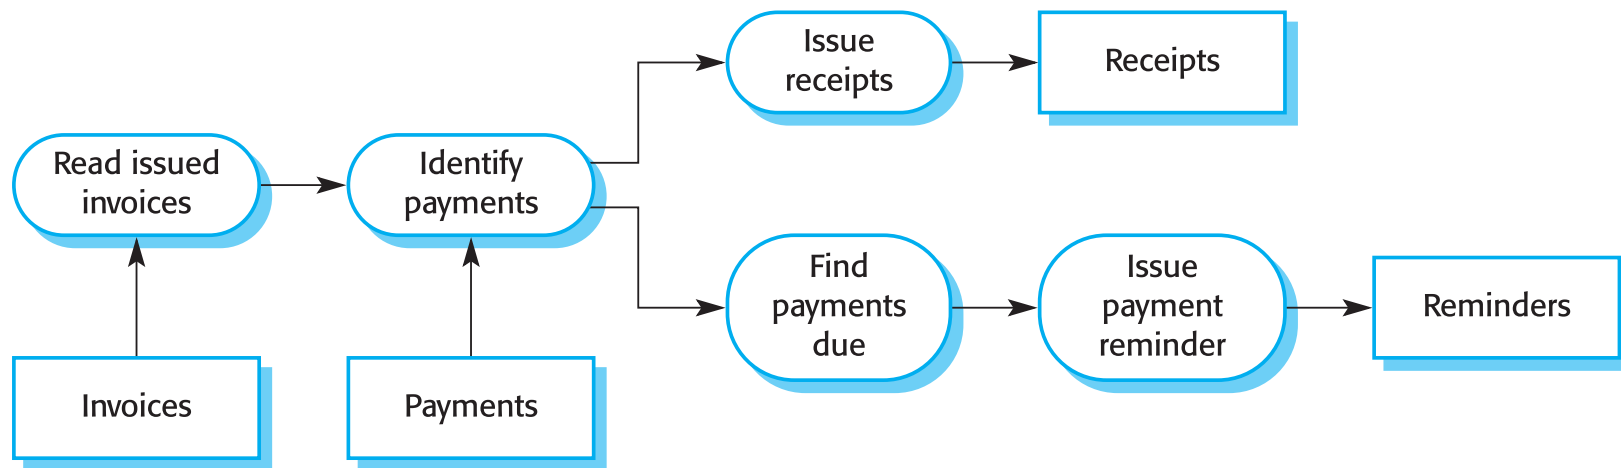 Issue
receipts
Receipts
Read issued
invoices
Identify
payments
Find
payments
due
Issue
payment
reminder
Reminders
Invoices
Payments